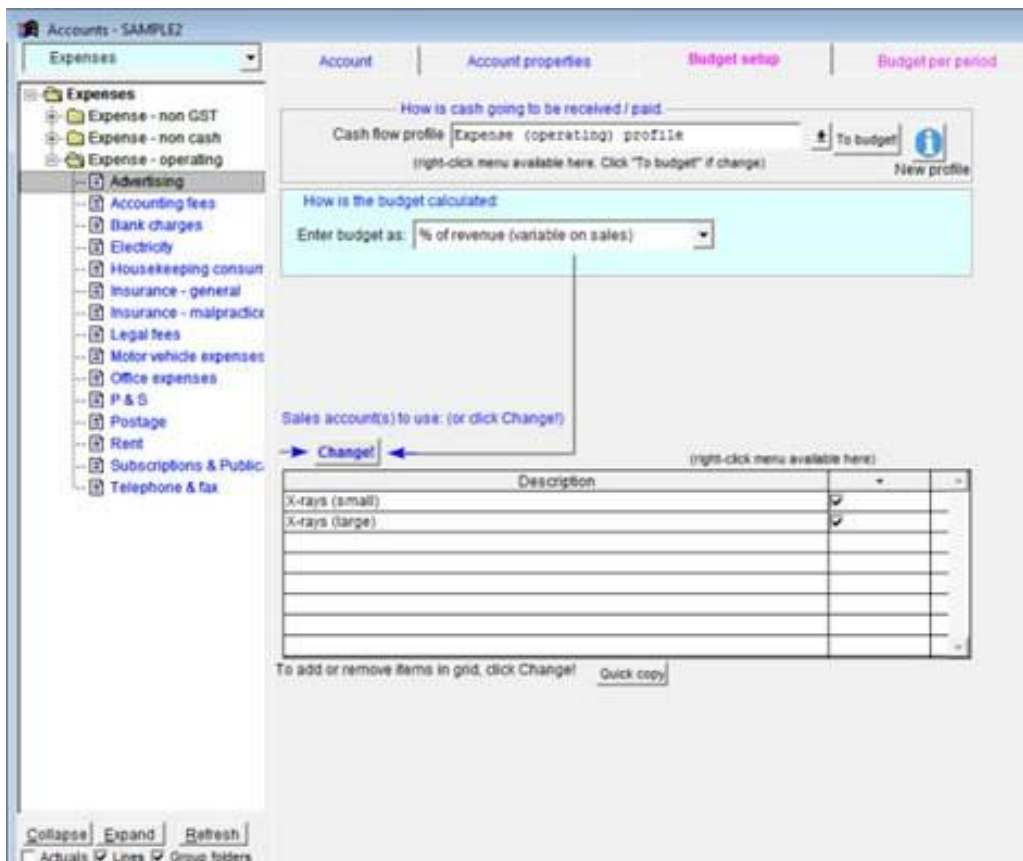 Accounts - SAMPLE2
Expenses
Account
Account properties
Budget setup
Budget per period
Expenses
Expense - non GST
Expense - non cash
Expense - operating
Advertising
Accounting fees
Bank charges
Electricity
Housekeeping consum
Insurance - general
Insurance - malpractice
Legal fees
Motor vehicle expenses
Office expenses
P & S
Postage
Rent
Subscriptions & Public.
Telephone & fax
How is cash going to be received / paid
Cash flow profile Expense (operating) profile
To budget
(right-click menu available here. Click "To budget" if change)
New profile
How is the budget calculated:
Enter budget as: % of revenue (variable on sales)
Sales account(s) to use: (or click Change!)
Change!
(right-click menu available here)
Description +
X-rays (small)
X-rays (large)
To add or remove items in grid, click Change!
Quick copy
Collapse Expand Refresh
Actuals Lines Group folders